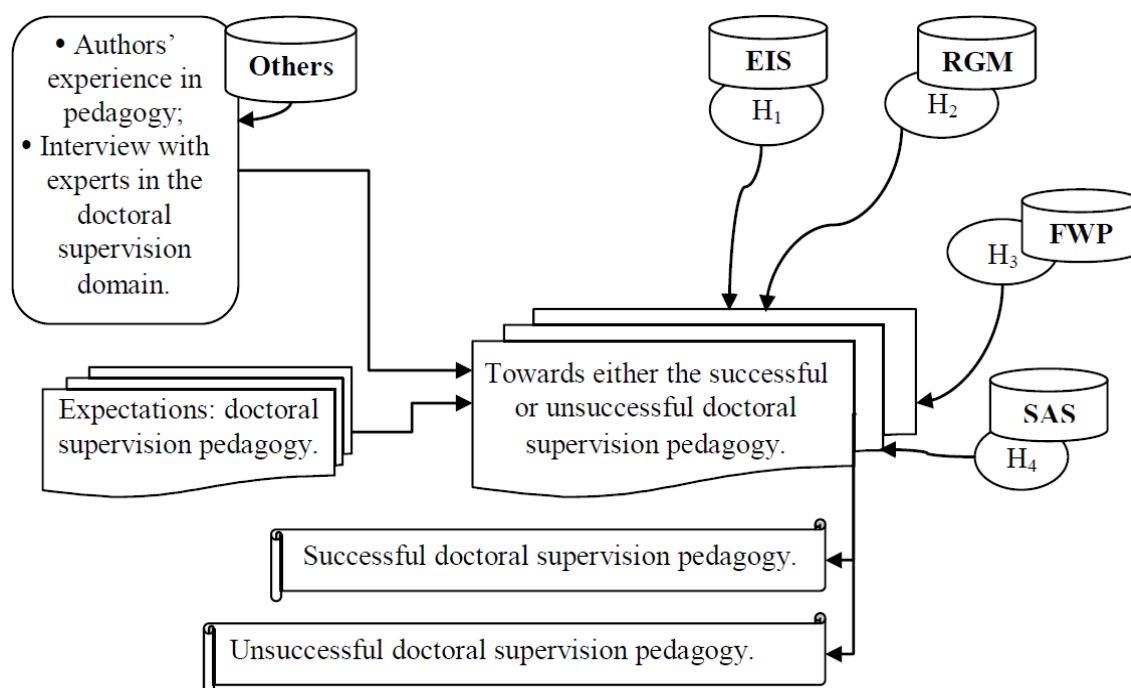 • Authors’
experience in
pedagogy;
• Interview with
experts in the
doctoral
supervision
domain.
Others
EIS
H₁
RGM
H₂
FWP
H₃
SAS
H₄
Expectations: doctoral
supervision pedagogy.
Towards either the successful
or unsuccessful doctoral
supervision pedagogy.
Successful doctoral supervision pedagogy.
Unsuccessful doctoral supervision pedagogy.